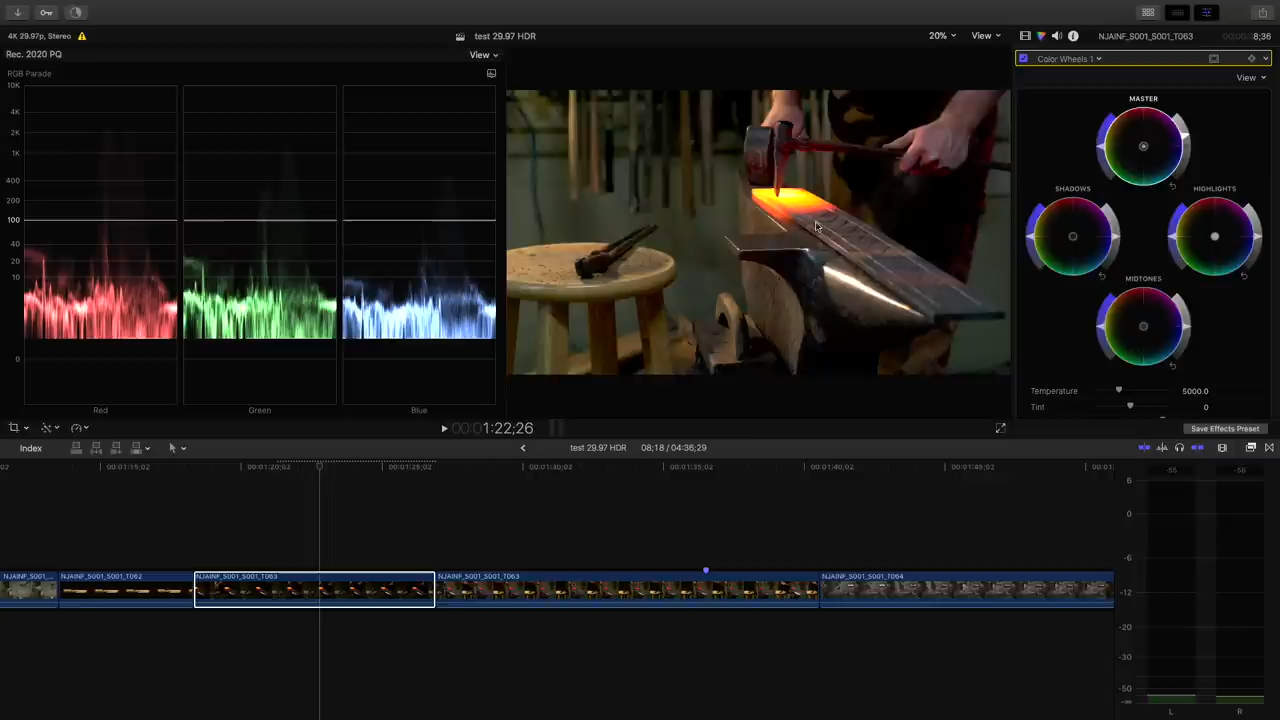 4K 29.97p, Stereo
test 29.97 HDR
20%
View
NJAINF_S001_S001_T063
8;36
Rec. 2020 PQ
View
Color Wheels 1
RGB Parade
View
10K
4K
2K
1K
400
200
100
40
20
10
0
Red
Green
Blue
MASTER
SHADOWS
HIGHLIGHTS
MIDTONES
Temperature
5000.0
Tint
0
00:00:01:22;26
Save Effects Preset
Index
test 29.97 HDR
08;18 / 04:36;29
02
00:01:15;02
00:01:20;02
00:01:25;02
00:01:30;02
00:01:35;02
00:01:40;02
00:01:45;02
NJAINF_S001_...
NJAINF_S001_S001_T062
NJAINF_S001_S001_T063
NJAINF_S001_S001_T063
NJAINF_S001_S001_T064
6
0
-6
-12
-20
-30
-50
-∞
L
R